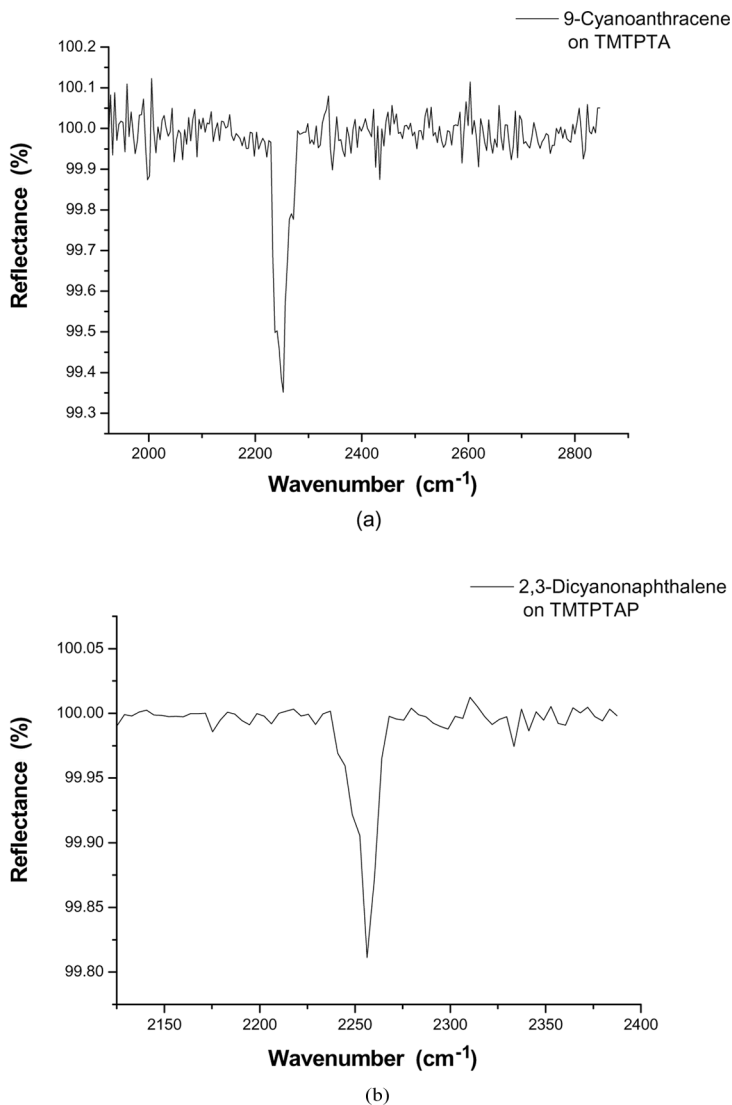 9-Cyanoanthracene
on TMTPTA
100.2
100.1
100.0
99.9
99.8
99.7
99.6
99.5
99.4
99.3
Reflectance (%)
2000 2200 2400 2600 2800
Wavenumber (cm-1)
(a)
2,3-Dicyanonaphthalene
on TMTPTAP
100.05
100.00
99.95
99.90
99.85
99.80
Reflectance (%)
2150 2200 2250 2300 2350 2400
Wavenumber (cm-1)
(b)